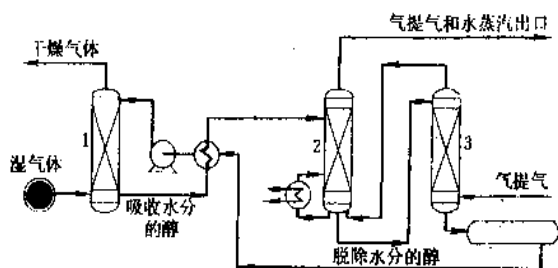 干燥气体
气提气和水蒸汽出口
1
2
3
湿气体
气提气
吸收水分
的醇
脱除水分的醇